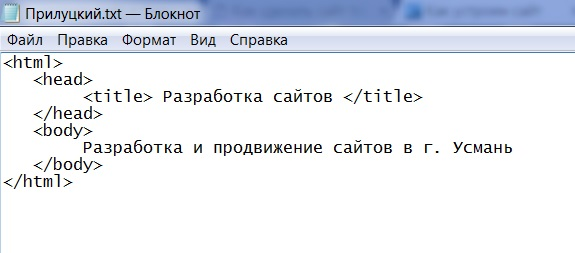 Прилуцкий.txt — Блокнот
Файл Правка Формат Вид Справка
<html>
<head>
<title> Разработка сайтов </title>
</head>
<body>
Разработка и продвижение сайтов в г. Усмань
</body>
</html>